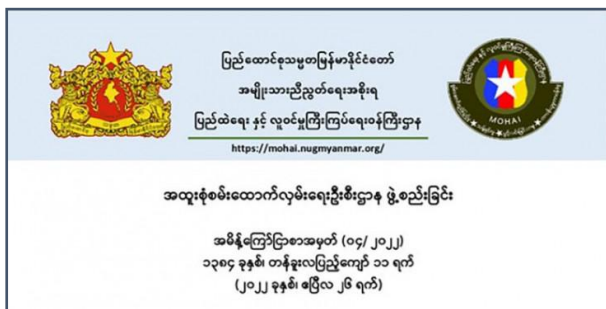 ပြည်ထောင်စုသမ္မတမြန်မာနိုင်ငံတော်
အမျိုးသားညီညွတ်ရေးအစိုးရ
ပြည်ထဲရေး နှင့် လူဝင်မှုကြီးကြပ်ရေးဝန်ကြီးဌာန
https://mohai.nugmyanmar.org/
MOHAI
အထူးစုံစမ်းထောက်လှမ်းရေးဦးစီးဌာန ဖွဲ့စည်းခြင်း
အမိန့်ကြော်ငြာစာအမှတ် (၀၄/ ၂၀၂၂)
၁၃၈၄ ခုနှစ်၊ တန်ခူးလပြည့်ကျော် ၁၁ ရက်
(၂၀၂၂ ခုနှစ်၊ ဧပြီလ ၂၆ ရက်)